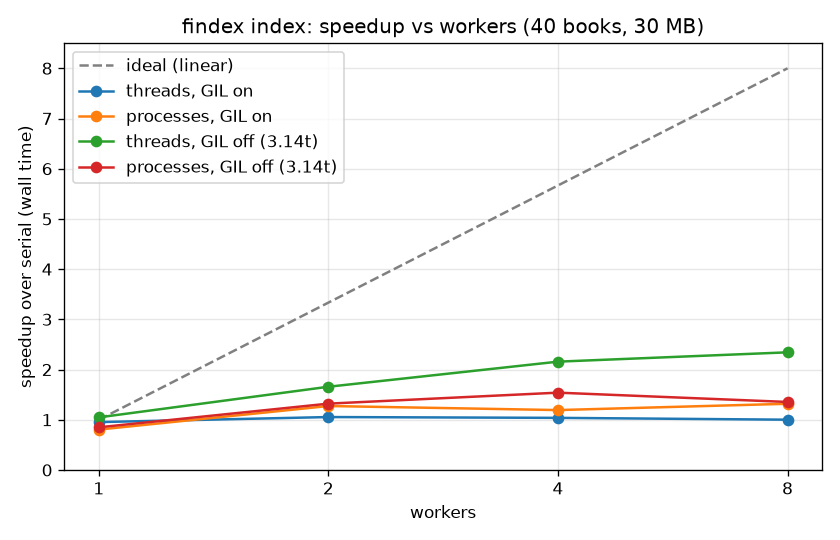 findex index: speedup vs workers (40 books, 30 MB)
ideal (linear)
threads, GIL on
processes, GIL on
threads, GIL off (3.14t)
processes, GIL off (3.14t)
speedup over serial (wall time)
8
7
6
5
4
3
2
1
0
1 2 4 8
workers